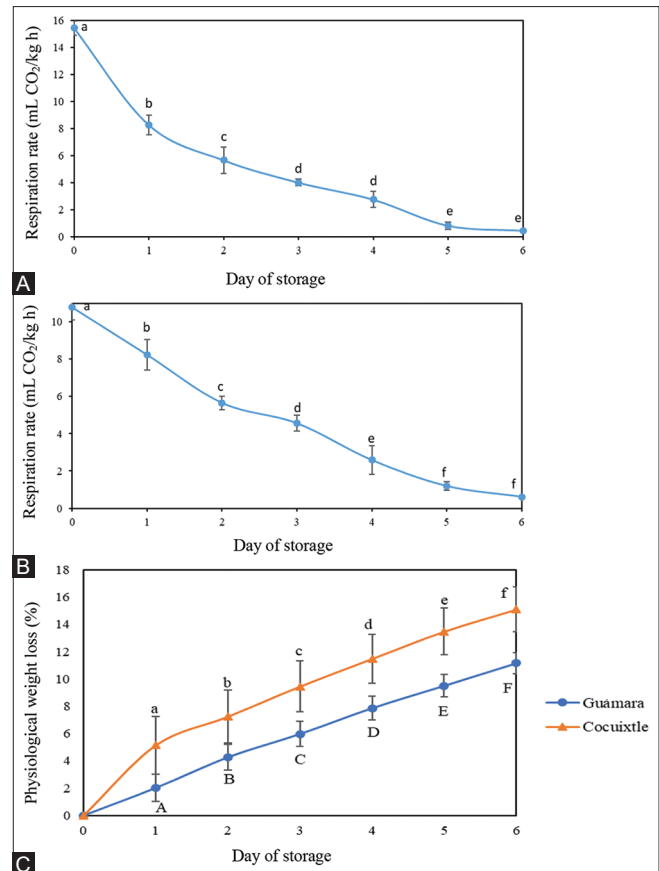 16
14
12
10
8
6
4
2
0
Respiration rate (mL CO₂/kg h)
a
b
c
d
d
e
e
0 1 2 3 4 5 6
Day of storage
A
10
8
6
4
2
0
Respiration rate (mL CO₂/kg h)
a
b
c
d
e
f
f
0 1 2 3 4 5 6
Day of storage
B
18
16
14
12
10
8
6
4
2
0
Physiological weight loss (%)
a
b
c
d
e
f
A
B
C
D
E
F
Guámara
Cocuixtle
0 1 2 3 4 5 6
Day of storage
C